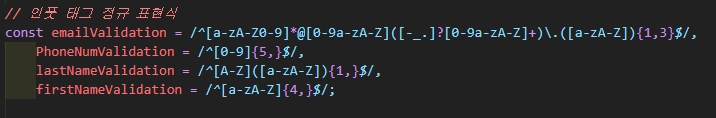 // 인풋 태그 정규 표현식
const emailValidation = /^[a-zA-Z0-9]*@[0-9a-zA-Z]([-_.]?[0-9a-zA-Z]+)\.([a-zA-Z]){1,3}$/,
PhoneNumValidation = /^[0-9]{5,}$/,
lastNameValidation = /^[A-Z]([a-zA-Z]){1,}$/,
firstNameValidation = /^[a-zA-Z]{4,}$/;